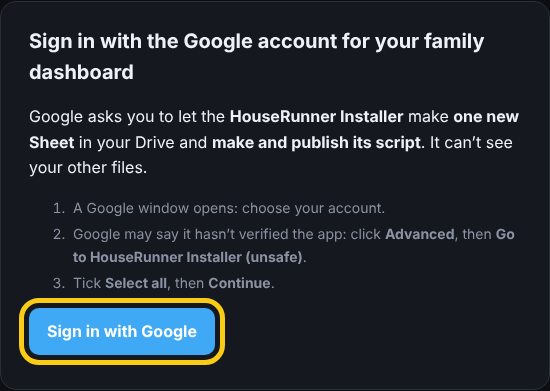 Sign in with the Google account for your family
dashboard
Google asks you to let the HouseRunner Installer make one new
Sheet in your Drive and make and publish its script. It can’t see
your other files.
1. A Google window opens: choose your account.
2. Google may say it hasn’t verified the app: click Advanced, then Go
to HouseRunner Installer (unsafe).
3. Tick Select all, then Continue.
Sign in with Google